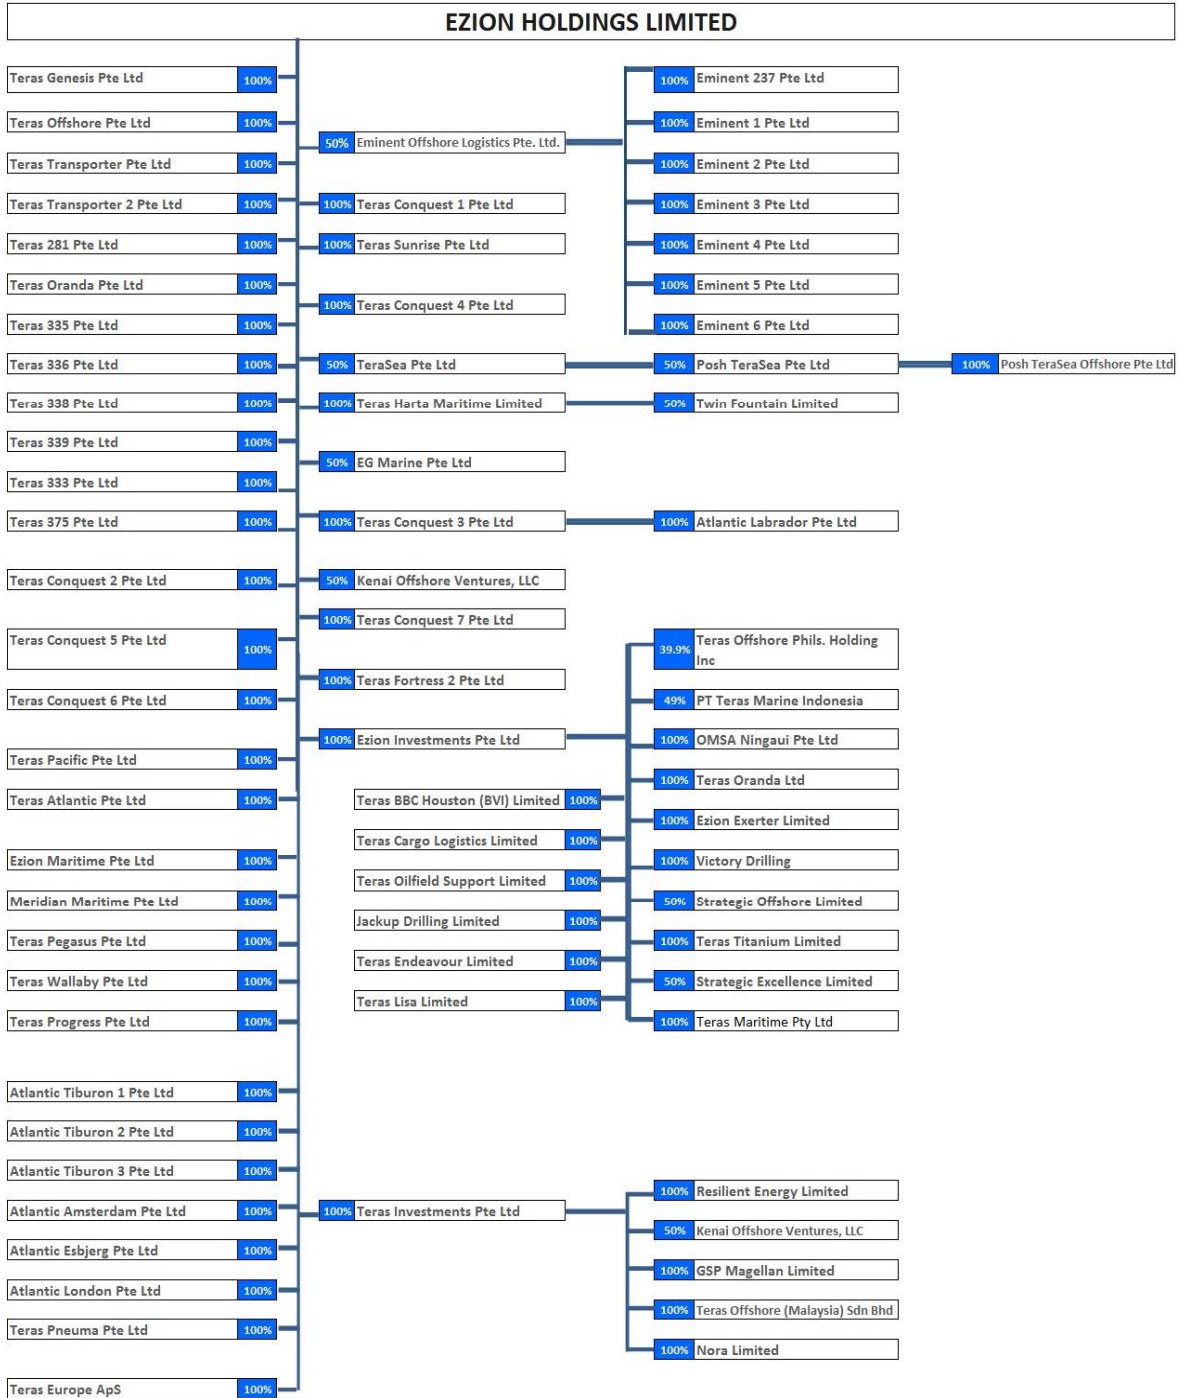 EZION HOLDINGS LIMITED
Teras Genesis Pte Ltd 100%
100% Eminent 237 Pte Ltd
Teras Offshore Pte Ltd 100%
100% Eminent 1 Pte Ltd
50% Eminent Offshore Logistics Pte. Ltd.
Teras Transporter Pte Ltd 100%
100% Eminent 2 Pte Ltd
Teras Transporter 2 Pte Ltd 100%
100% Teras Conquest 1 Pte Ltd
100% Eminent 3 Pte Ltd
Teras 281 Pte Ltd 100%
100% Teras Sunrise Pte Ltd
100% Eminent 4 Pte Ltd
Teras Oranda Pte Ltd 100%
100% Eminent 5 Pte Ltd
100% Teras Conquest 4 Pte Ltd
Teras 335 Pte Ltd 100%
100% Eminent 6 Pte Ltd
Teras 336 Pte Ltd 100%
50% TeraSea Pte Ltd
50% Posh TeraSea Pte Ltd
100% Posh TeraSea Offshore Pte Ltd
Teras 338 Pte Ltd 100%
100% Teras Harta Maritime Limited
50% Twin Fountain Limited
Teras 339 Pte Ltd 100%
50% EG Marine Pte Ltd
Teras 333 Pte Ltd 100%
Teras 375 Pte Ltd 100%
100% Teras Conquest 3 Pte Ltd
100% Atlantic Labrador Pte Ltd
Teras Conquest 2 Pte Ltd 100%
50% Kenai Offshore Ventures, LLC
100% Teras Conquest 7 Pte Ltd
Teras Conquest 5 Pte Ltd 100%
39.9% Teras Offshore Phils. Holding
Inc
100% Teras Fortress 2 Pte Ltd
Teras Conquest 6 Pte Ltd 100%
49% PT Teras Marine Indonesia
100% Ezion Investments Pte Ltd
100% OMSA Ningaui Pte Ltd
Teras Pacific Pte Ltd 100%
100% Teras Oranda Ltd
Teras Atlantic Pte Ltd 100%
Teras BBC Houston (BVI) Limited 100%
100% Ezion Exerter Limited
Teras Cargo Logistics Limited 100%
Ezion Maritime Pte Ltd 100%
100% Victory Drilling
Teras Oilfield Support Limited 100%
Meridian Maritime Pte Ltd 100%
50% Strategic Offshore Limited
Jackup Drilling Limited 100%
Teras Pegasus Pte Ltd 100%
100% Teras Titanium Limited
Teras Endeavour Limited 100%
Teras Wallaby Pte Ltd 100%
50% Strategic Excellence Limited
Teras Lisa Limited 100%
Teras Progress Pte Ltd 100%
100% Teras Maritime Pty Ltd
Atlantic Tiburon 1 Pte Ltd 100%
Atlantic Tiburon 2 Pte Ltd 100%
Atlantic Tiburon 3 Pte Ltd 100%
100% Resilient Energy Limited
Atlantic Amsterdam Pte Ltd 100%
100% Teras Investments Pte Ltd
50% Kenai Offshore Ventures, LLC
Atlantic Esbjerg Pte Ltd 100%
100% GSP Magellan Limited
Atlantic London Pte Ltd 100%
100% Teras Offshore (Malaysia) Sdn Bhd
Teras Pneuma Pte Ltd 100%
100% Nora Limited
Teras Europe ApS 100%